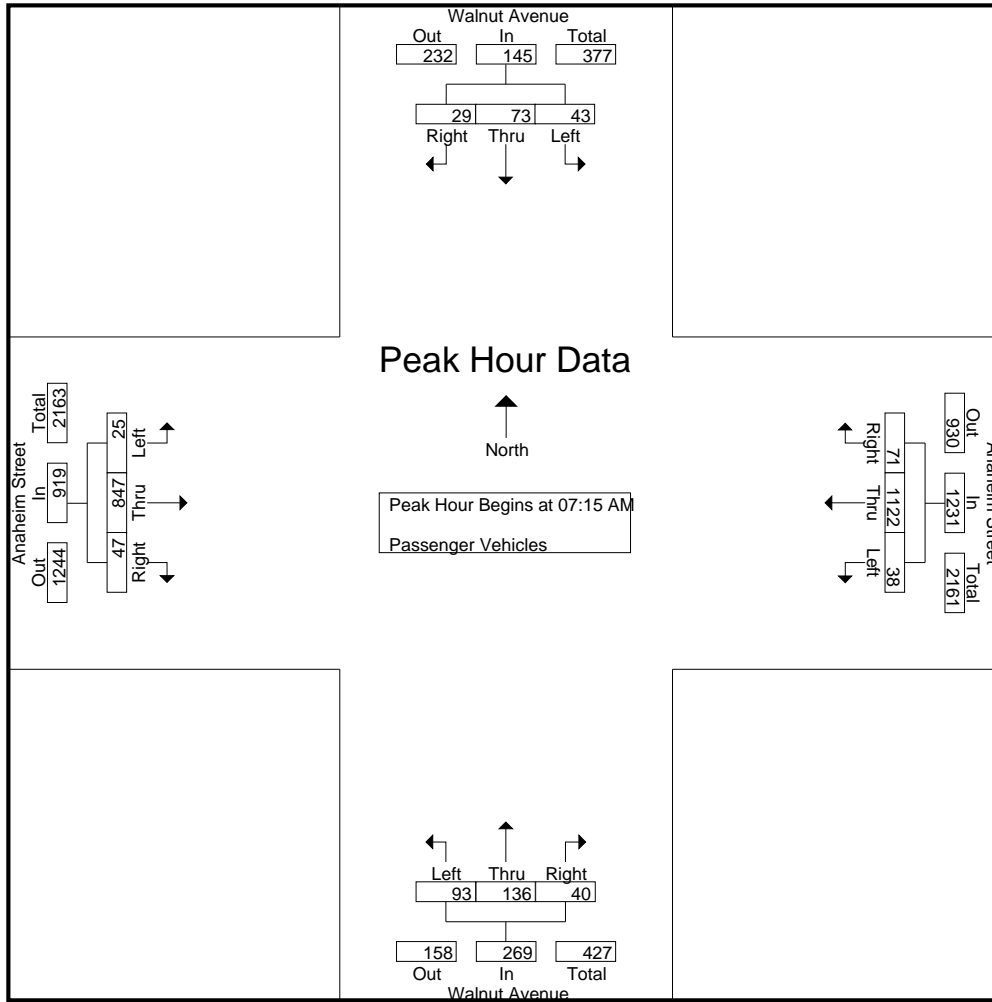 Walnut Avenue
Out In Total
232 145 377
29 73 43
Right Thru Left
Peak Hour Data
North
Peak Hour Begins at 07:15 AM
Passenger Vehicles
Anaheim Street
Out In Total
1244 919 2163
47 847 25
Right Thru Left
Anaheim Street
Out In Total
930 1231 2161
71 1122 38
Right Thru Left
Left Thru Right
93 136 40
158 269 427
Out In Total
Walnut Avenue